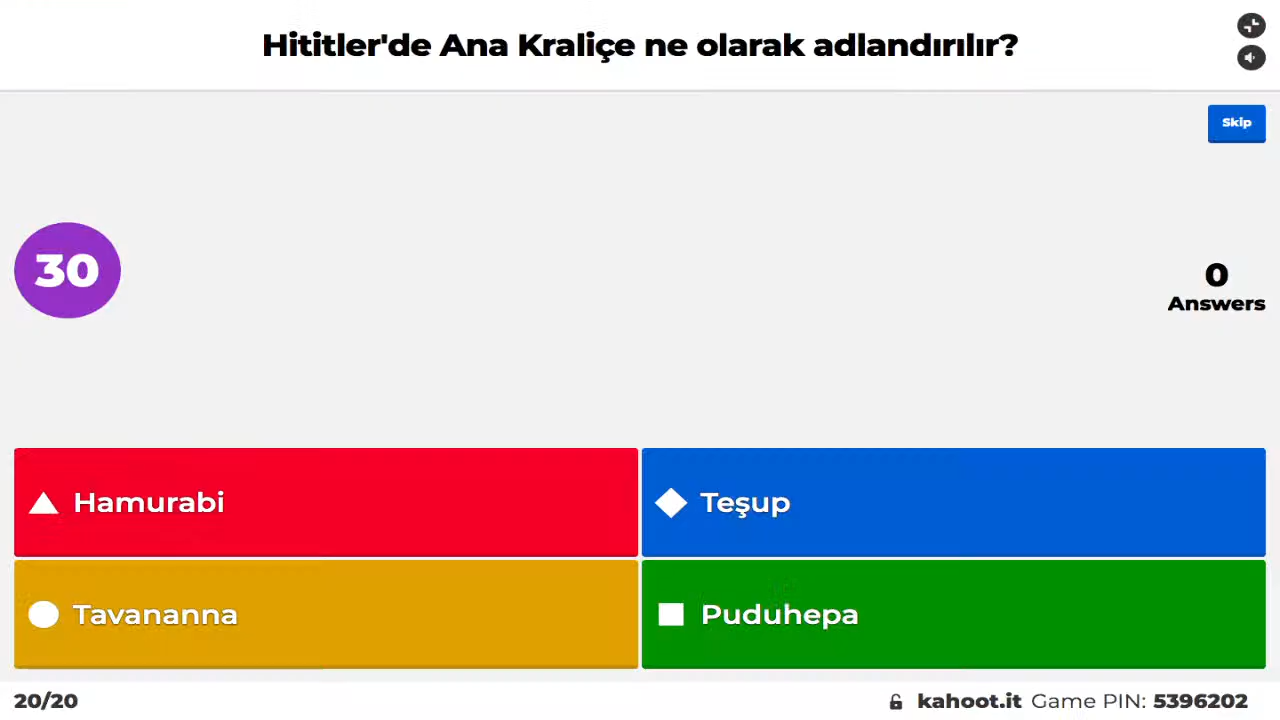 Hititler'de Ana Kraliçe ne olarak adlandırılır?
Skip
30
0
Answers
Hamurabi
Teşup
Tavananna
Puduhepa
20/20
kahoot.it Game PIN: 5396202